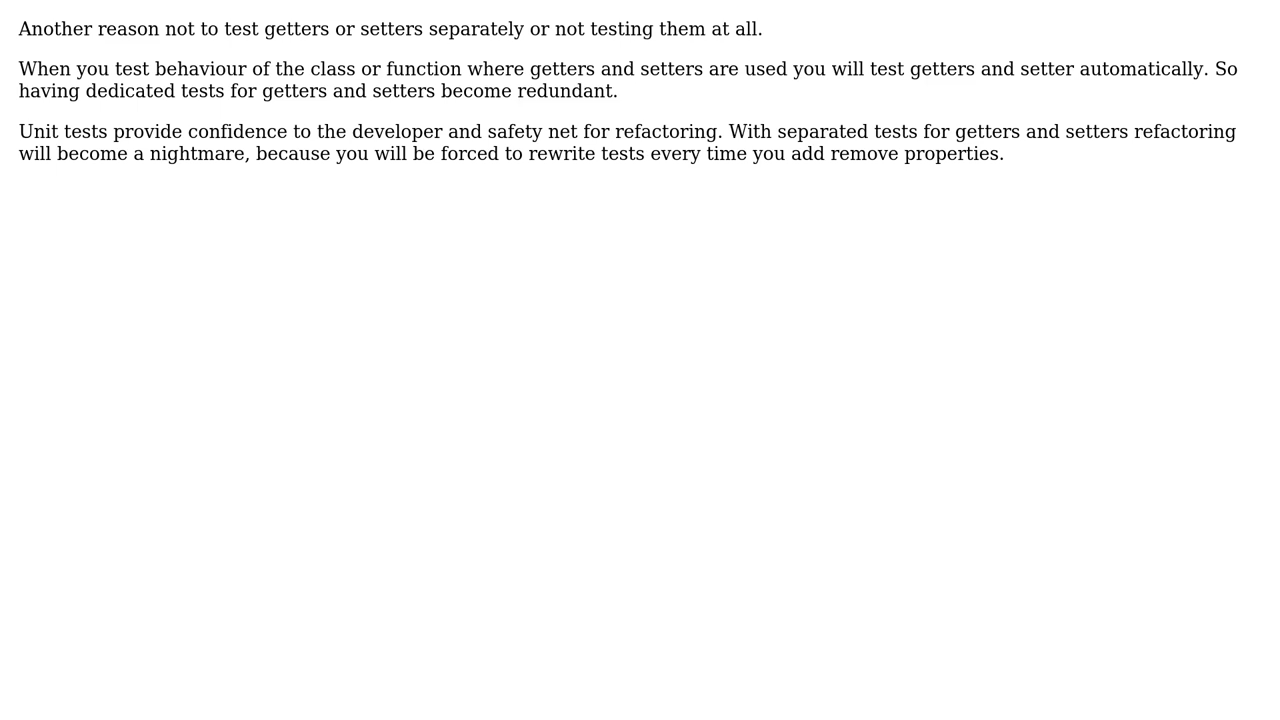 Another reason not to test getters or setters separately or not testing them at all.
When you test behaviour of the class or function where getters and setters are used you will test getters and setter automatically. So
having dedicated tests for getters and setters become redundant.
Unit tests provide confidence to the developer and safety net for refactoring. With separated tests for getters and setters refactoring
will become a nightmare, because you will be forced to rewrite tests every time you add remove properties.